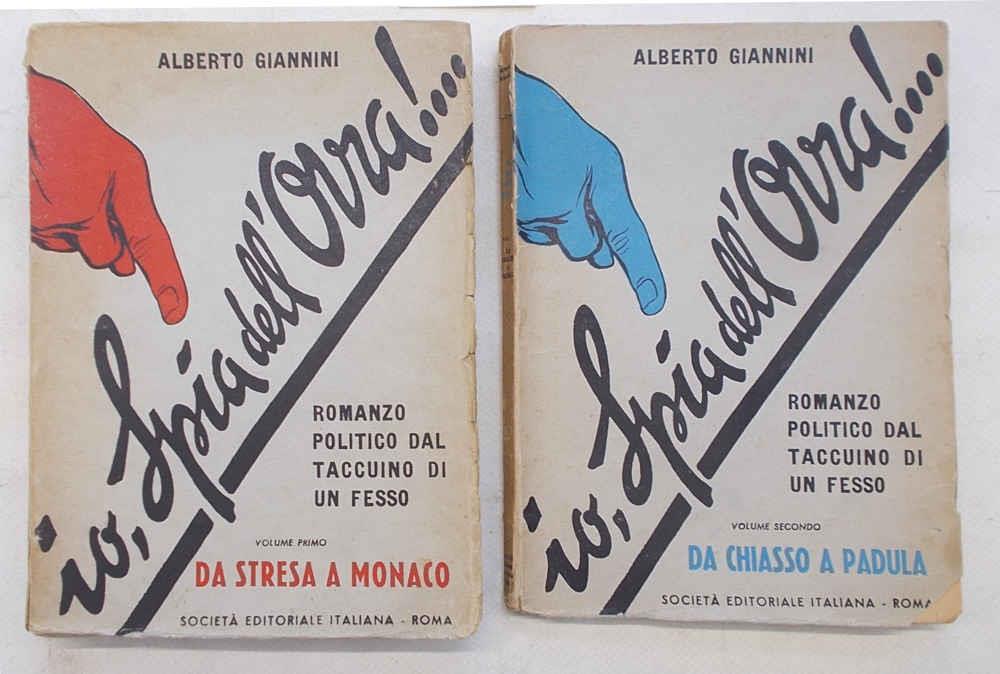 ALBERTO GIANNINI
io, Spia dell'Ovra!...
ROMANZO
POLITICO DAL
TACCUINO DI
UN FESSO
VOLUME PRIMO
DA STRESA A MONACO
SOCIETÀ EDITORIALE ITALIANA - ROMA
ALBERTO GIANNINI
io, Spia dell'Ovra!...
ROMANZO
POLITICO DAL
TACCUINO DI
UN FESSO
VOLUME SECONDO
DA CHIASSO A PADULA
SOCIETÀ EDITORIALE ITALIANA - ROMA